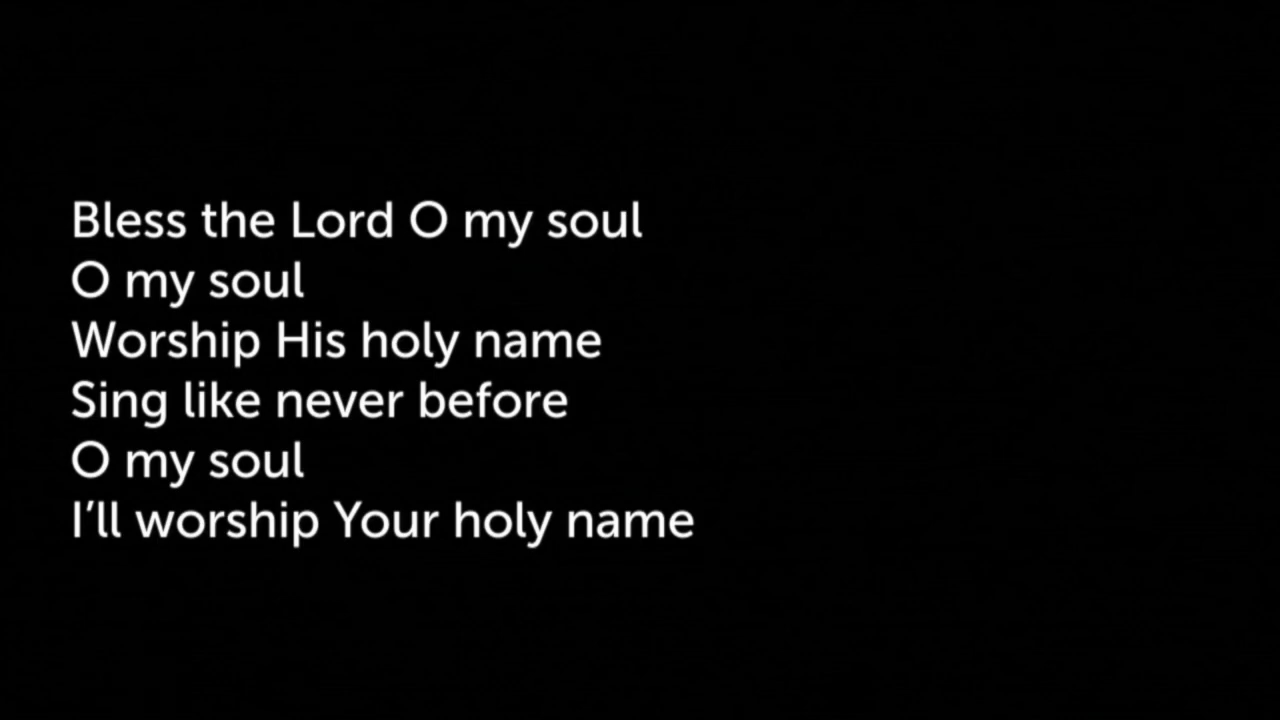 Bless the Lord O my soul
O my soul
Worship His holy name
Sing like never before
O my soul
I’ll worship Your holy name